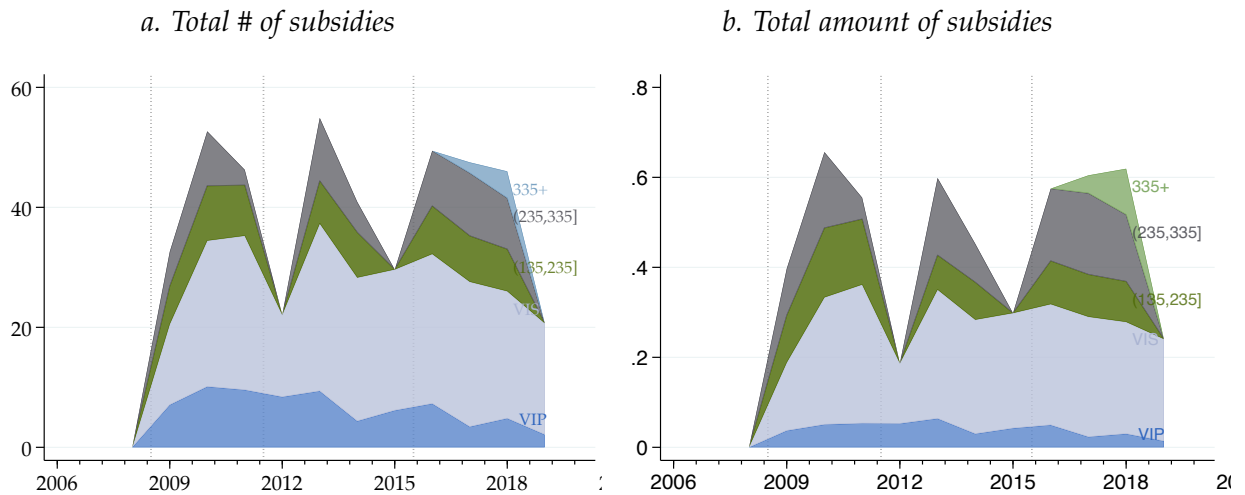 a. Total # of subsidies
60
40
20
0
335+
(235,335]
(135,235]
VIS
VIP
2006 2009 2012 2015 2018
b. Total amount of subsidies
.8
.6
.4
.2
0
335+
(235,335]
(135,235]
VIS
VIP
2006 2009 2012 2015 2018